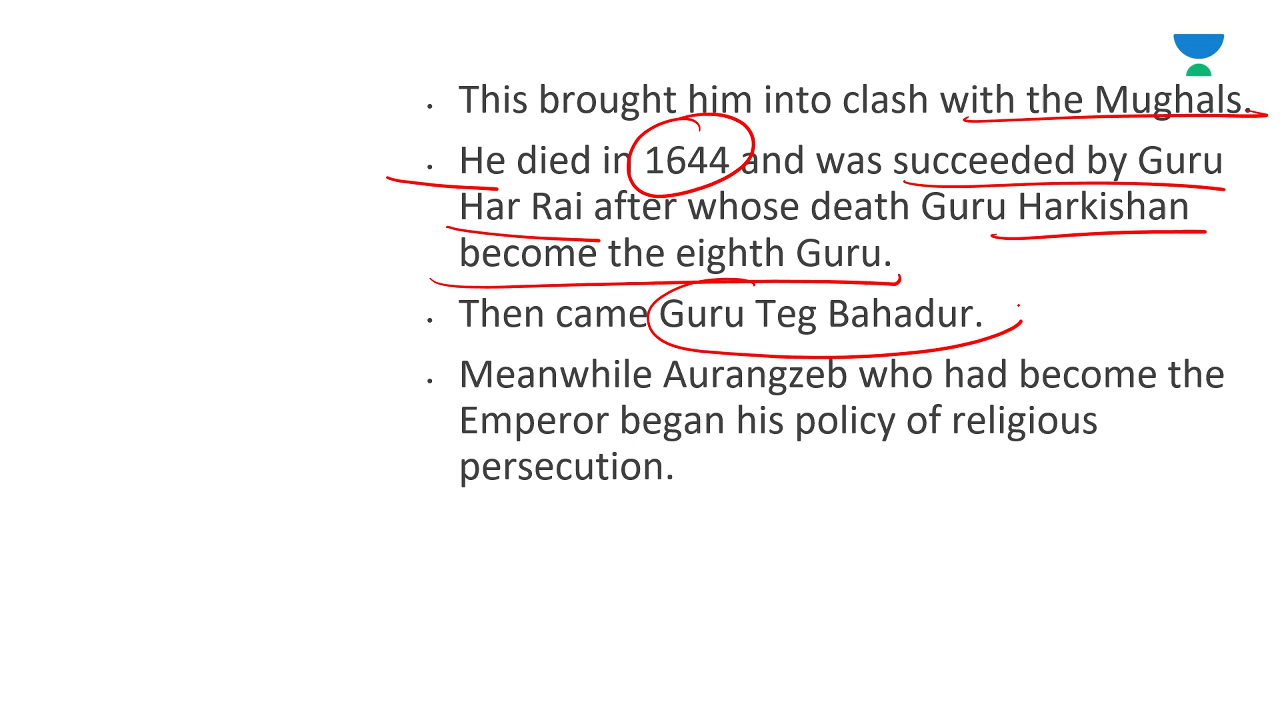 • This brought him into clash with the Mughals.
• He died in 1644 and was succeeded by Guru
Har Rai after whose death Guru Harkishan
become the eighth Guru.
• Then came Guru Teg Bahadur.
• Meanwhile Aurangzeb who had become the
Emperor began his policy of religious
persecution.